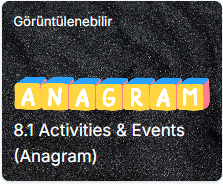 Görüntülenebilir
ANAGRAM
8.1 Activities & Events
(Anagram)